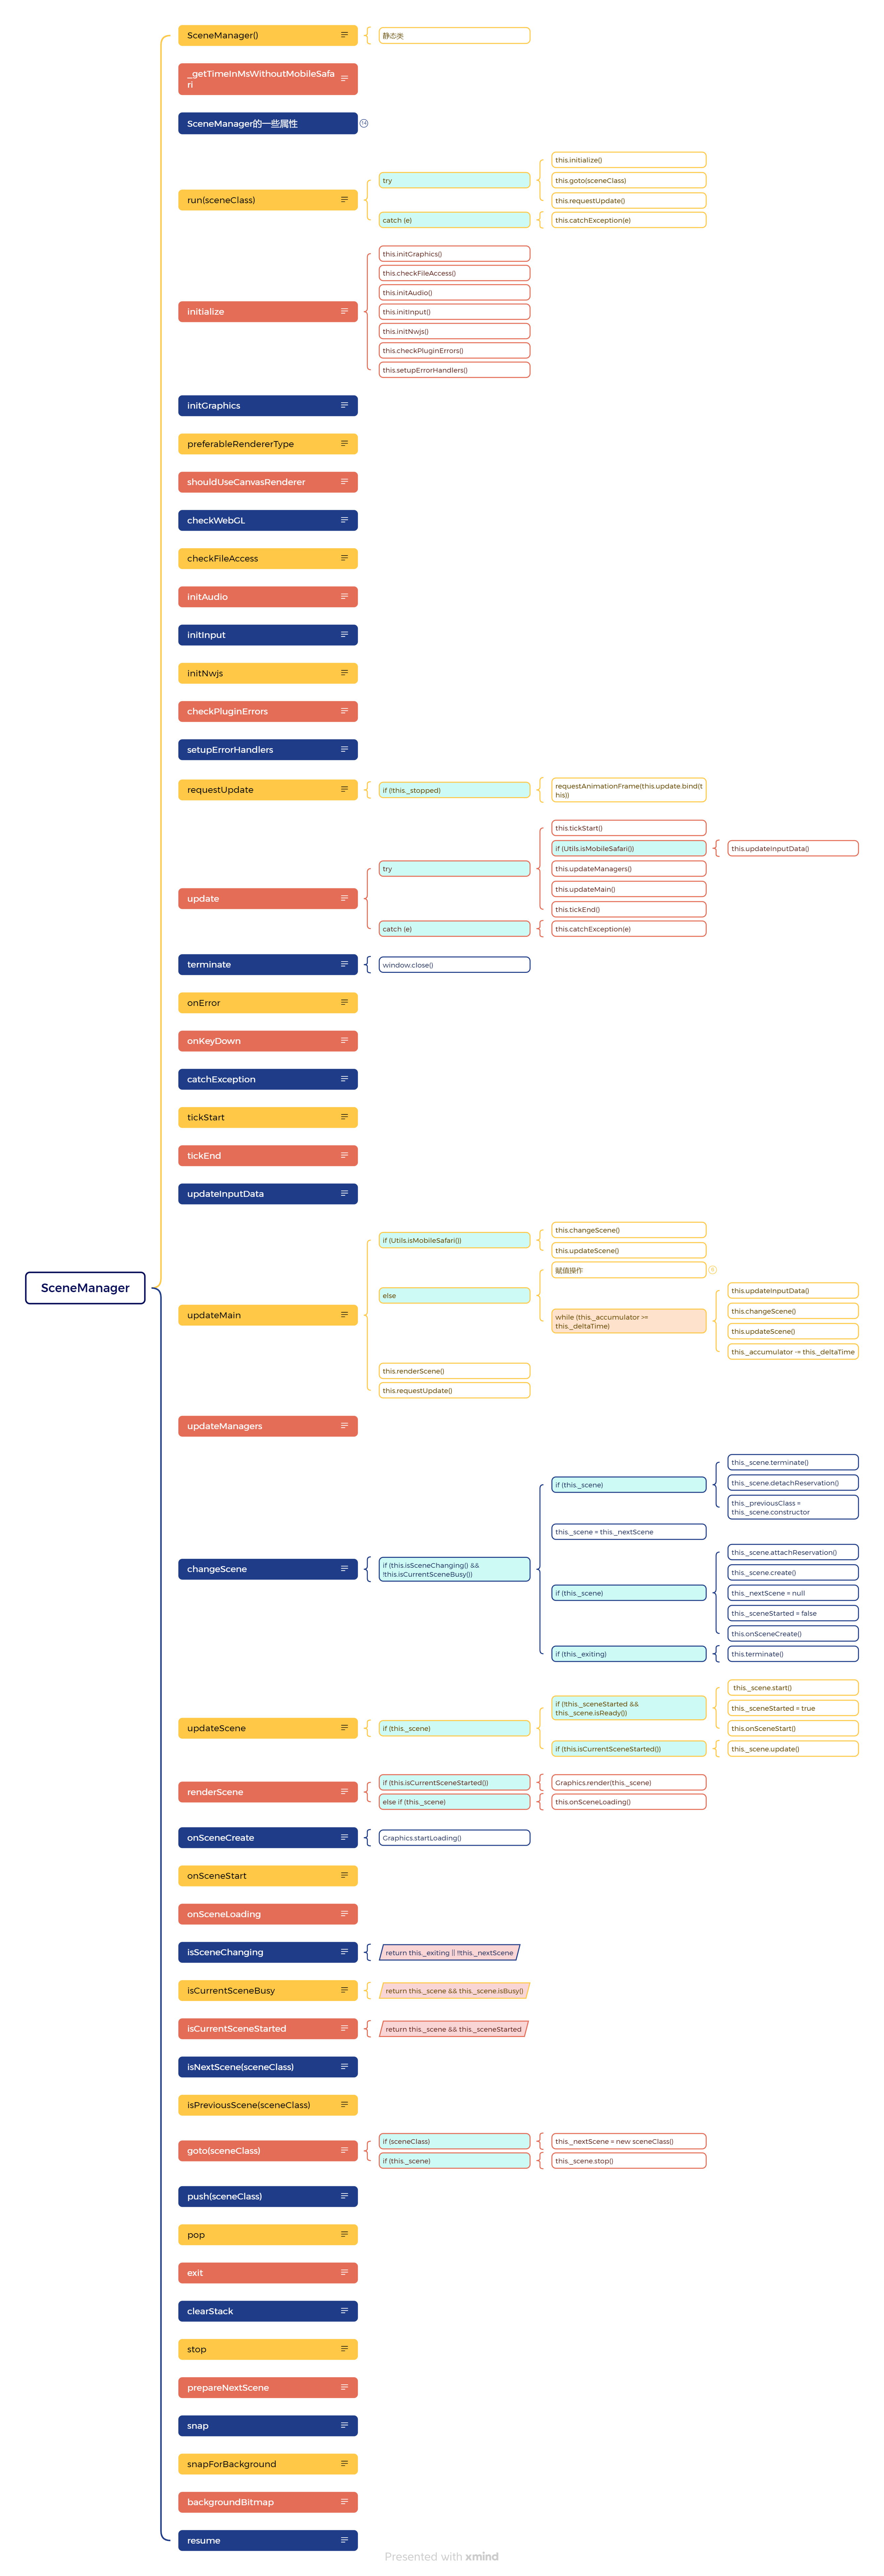 SceneManager()
静态类
_getTimeInMsWithoutMobileSafa
ri
SceneManager的一些属性
run(sceneClass)
try
this.initialize()
this.goto(sceneClass)
this.requestUpdate()
catch (e)
this.catchException(e)
initialize
this.initGraphics()
this.checkFileAccess()
this.initAudio()
this.initInput()
this.initNwjs()
this.checkPluginErrors()
this.setupErrorHandlers()
initGraphics
preferableRendererType
shouldUseCanvasRenderer
checkWebGL
checkFileAccess
initAudio
initInput
initNwjs
checkPluginErrors
setupErrorHandlers
requestUpdate
if (!this._stopped)
requestAnimationFrame(this.update.bind(t
his))
update
try
this.tickStart()
if (Utils.isMobileSafari())
this.updateInputData()
this.updateManagers()
this.updateMain()
this.tickEnd()
catch (e)
this.catchException(e)
terminate
window.close()
onError
onKeyDown
catchException
tickStart
tickEnd
updateInputData
SceneManager
updateMain
if (Utils.isMobileSafari())
this.changeScene()
this.updateScene()
else
赋值操作
while (this._accumulator >=
this._deltaTime)
this.updateInputData()
this.changeScene()
this.updateScene()
this._accumulator -= this._deltaTime
this.renderScene()
this.requestUpdate()
updateManagers
changeScene
if (this.isSceneChanging() &&
!this.isCurrentSceneBusy())
if (this._scene)
this._scene.terminate()
this._scene.detachReservation()
this._previousClass =
this._scene.constructor
this._scene = this._nextScene
if (this._scene)
this._scene.attachReservation()
this._scene.create()
this._nextScene = null
this._sceneStarted = false
this.onSceneCreate()
if (this._exiting)
this.terminate()
updateScene
if (this._scene)
if (!this._sceneStarted &&
this._scene.isReady())
this._scene.start()
this._sceneStarted = true
this.onSceneStart()
if (this.isCurrentSceneStarted())
this._scene.update()
renderScene
if (this.isCurrentSceneStarted())
Graphics.render(this._scene)
else if (this._scene)
this.onSceneLoading()
onSceneCreate
Graphics.startLoading()
onSceneStart
onSceneLoading
isSceneChanging
return this._exiting || !!this._nextScene
isCurrentSceneBusy
return this._scene && this._scene.isBusy()
isCurrentSceneStarted
return this._scene && this._sceneStarted
isNextScene(sceneClass)
isPreviousScene(sceneClass)
goto(sceneClass)
if (sceneClass)
this._nextScene = new sceneClass()
if (this._scene)
this._scene.stop()
push(sceneClass)
pop
exit
clearStack
stop
prepareNextScene
snap
snapForBackground
backgroundBitmap
resume
Presented with xmind